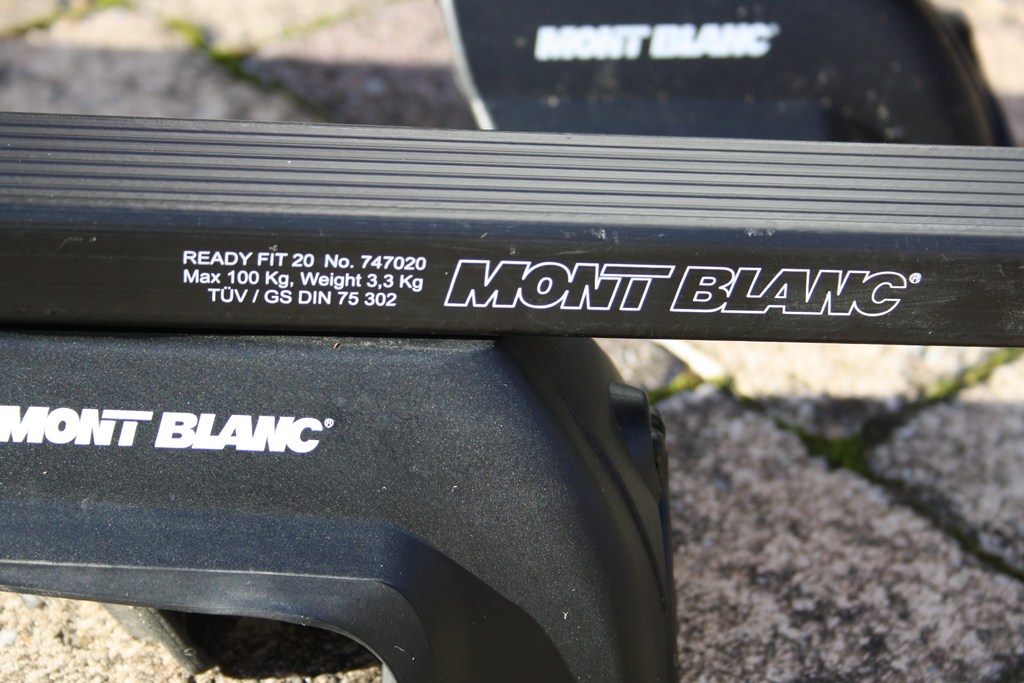 MONT BLANC
READY FIT 20 No. 747020
Max 100 Kg, Weight 3,3 Kg
TÜV / GS DIN 75 302
MONT BLANC®
MONT BLANC®